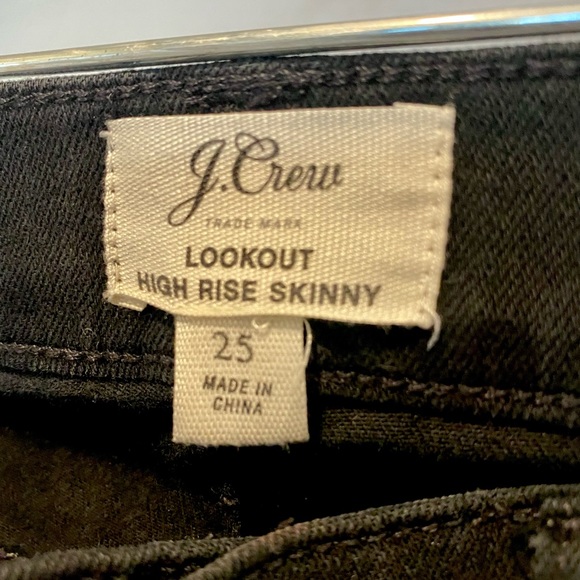 J.Crew
TRADE MARK
LOOKOUT
HIGH RISE SKINNY
25
MADE IN
CHINA